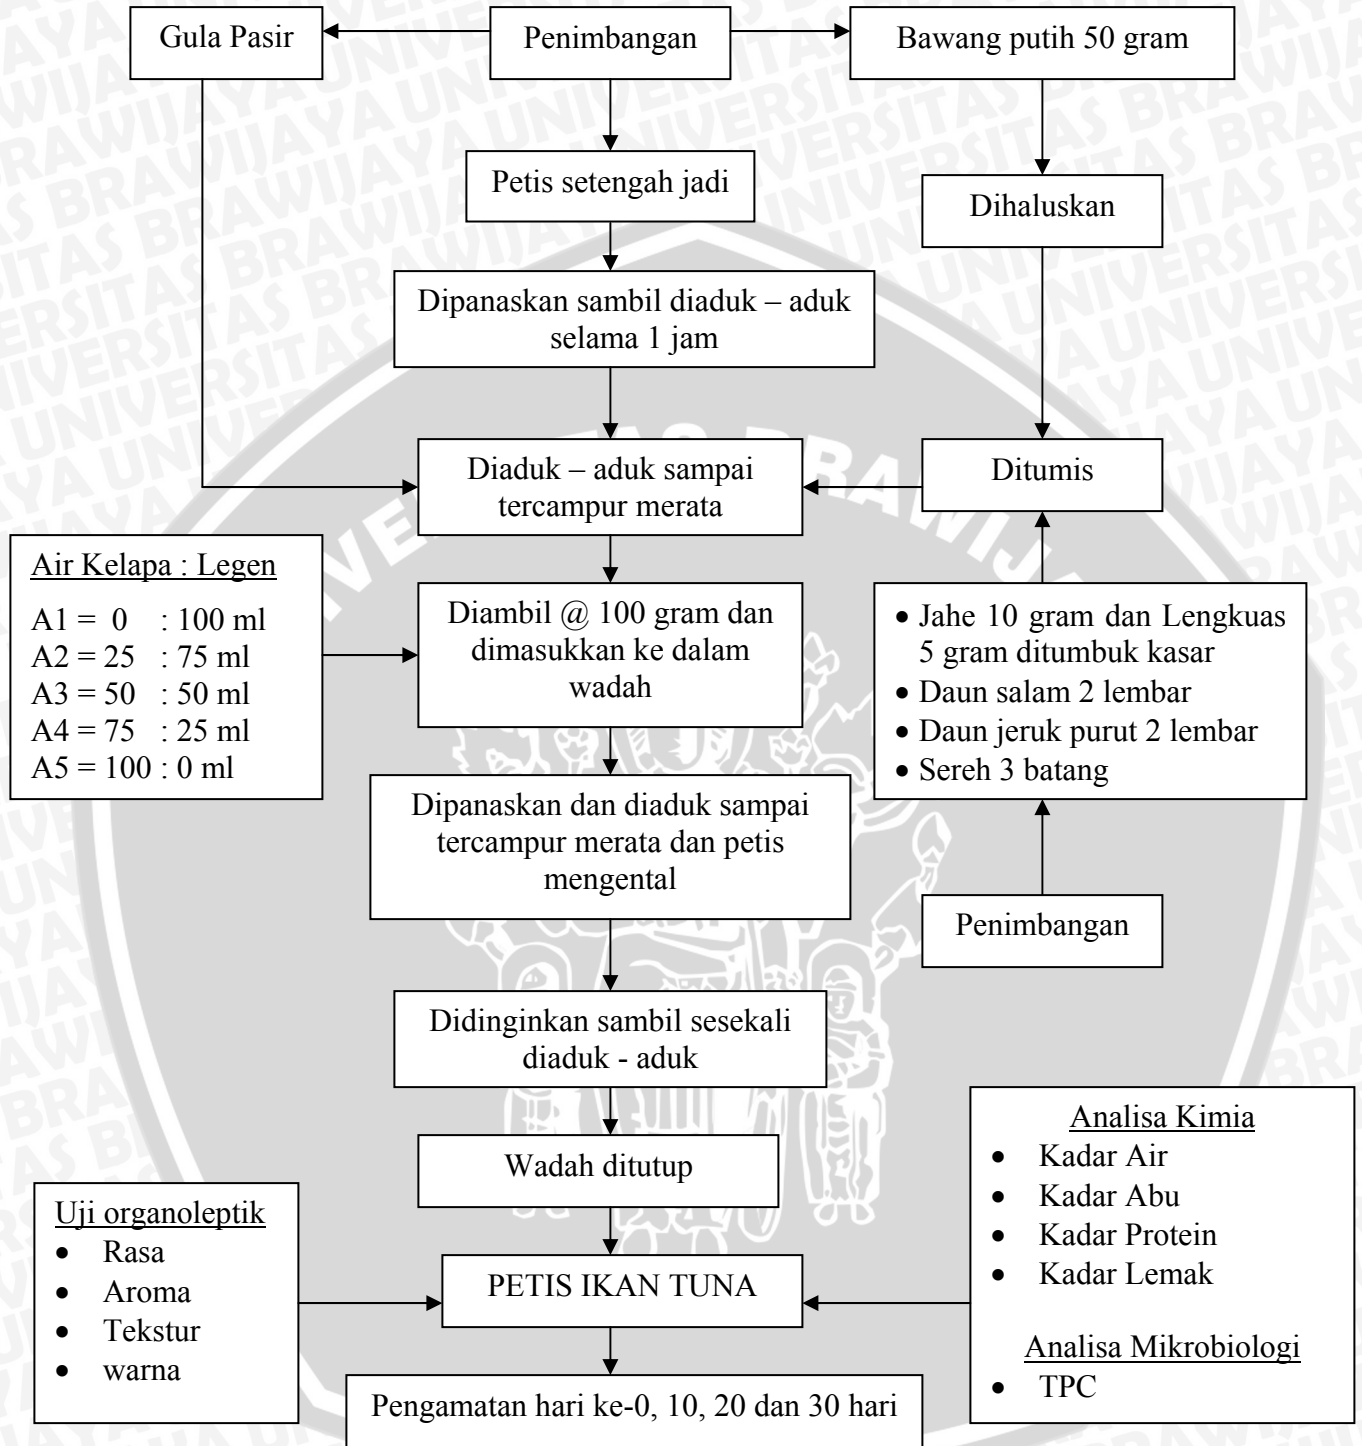 Gula Pasir
Penimbangan
Bawang putih 50 gram
Petis setengah jadi
Dihaluskan
Dipanaskan sambil diaduk – aduk
selama 1 jam
Diaduk – aduk sampai
tercampur merata
Ditumis
Air Kelapa : Legen
A1 = 0 : 100 ml
A2 = 25 : 75 ml
A3 = 50 : 50 ml
A4 = 75 : 25 ml
A5 = 100 : 0 ml
Diambil @ 100 gram dan
dimasukkan ke dalam
wadah
• Jahe 10 gram dan Lengkuas
5 gram ditumbuk kasar
• Daun salam 2 lembar
• Daun jeruk purut 2 lembar
• Sereh 3 batang
Dipanaskan dan diaduk sampai
tercampur merata dan petis
mengental
Penimbangan
Didinginkan sambil sesekali
diaduk - aduk
Wadah ditutup
Uji organoleptik
• Rasa
• Aroma
• Tekstur
• warna
PETIS IKAN TUNA
Analisa Kimia
• Kadar Air
• Kadar Abu
• Kadar Protein
• Kadar Lemak
Analisa Mikrobiologi
• TPC
Pengamatan hari ke-0, 10, 20 dan 30 hari